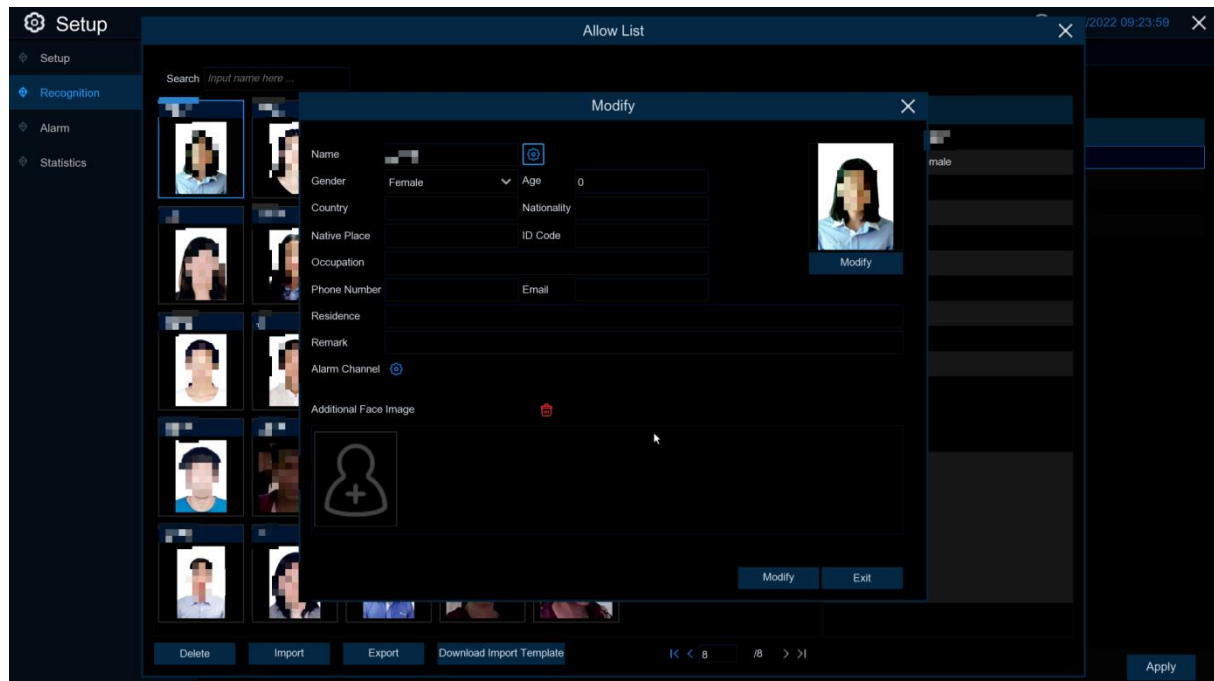 Setup
Allow List
/2022 09:23:59
Setup
Recognition
Alarm
Statistics
Search Input name here ...
Modify
Name
Gender Female Age 0
Country Nationality
Native Place ID Code
Occupation
Phone Number Email
Residence
Remark
Alarm Channel
Additional Face Image
Modify
male
Modify Exit
Delete Import Export Download Import Template 8 /8
Apply